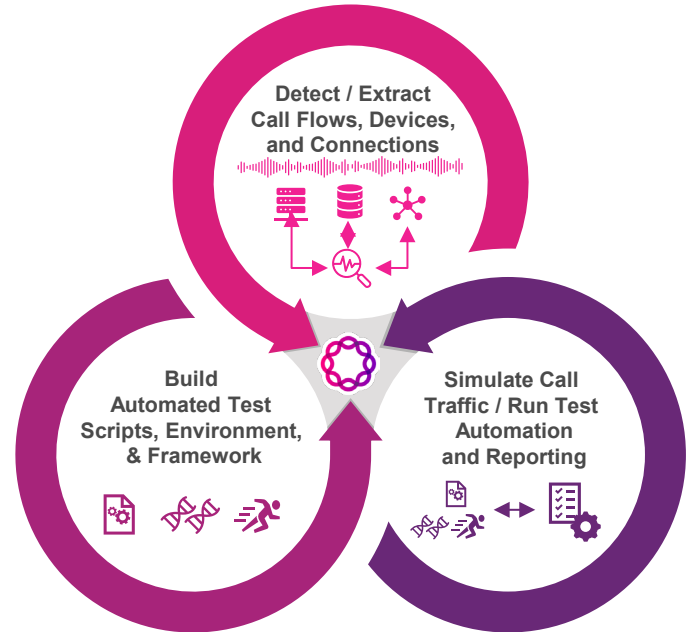 Detect / Extract
Call Flows, Devices,
and Connections
Build
Automated Test
Scripts, Environment,
& Framework
Simulate Call
Traffic / Run Test
Automation
and Reporting